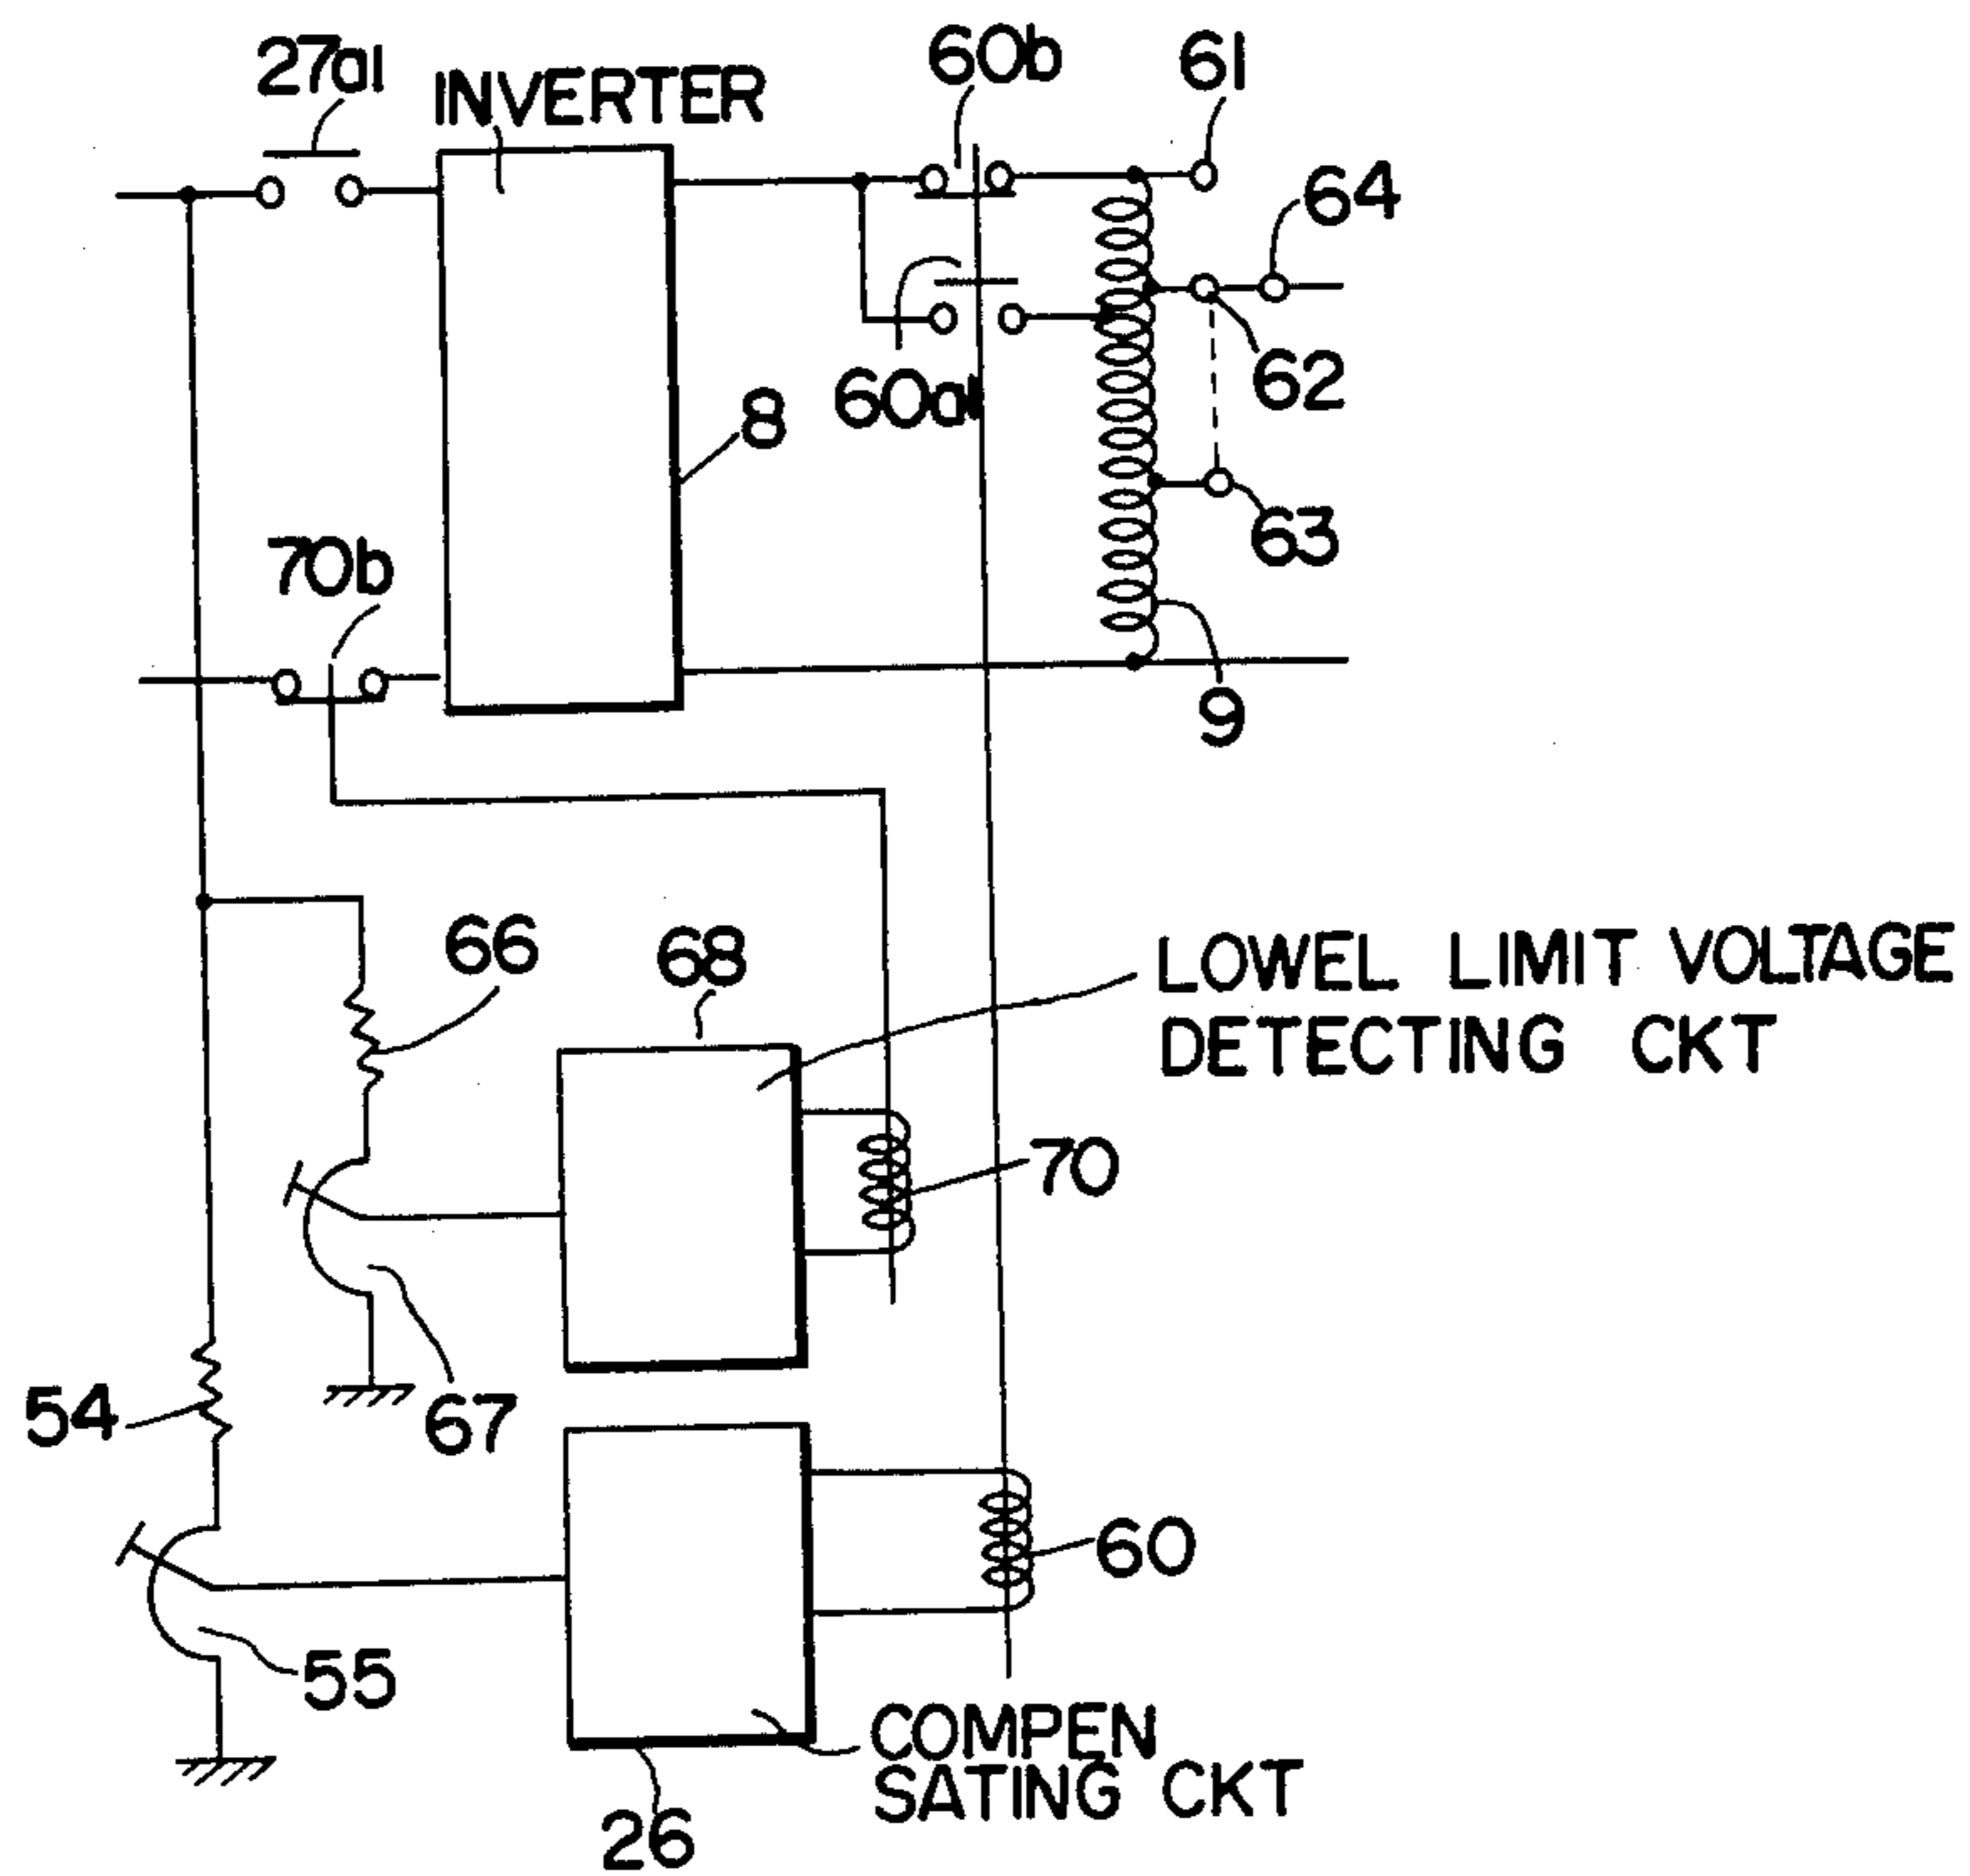 27a1
INVERTER
60b
61
64
62
60a1
8
63
70b
9
66
68
LOWEL LIMIT VOLTAGE
DETECTING CKT
70
54
67
60
55
COMPEN
SATING CKT
26